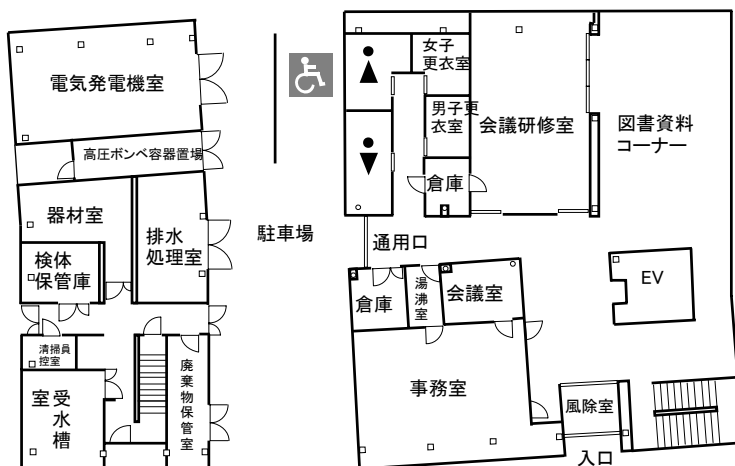 電気発電機室
高圧ボンベ容器置場
器材室
排水
処理室
検体
保管庫
清掃員
控室
受水槽
室
廃棄物保管室
駐車場
女子
更衣室
男子更
衣室
倉庫
会議研修室
図書資料
コーナー
通用口
倉庫
湯沸室
会議室
EV
事務室
風除室
入口